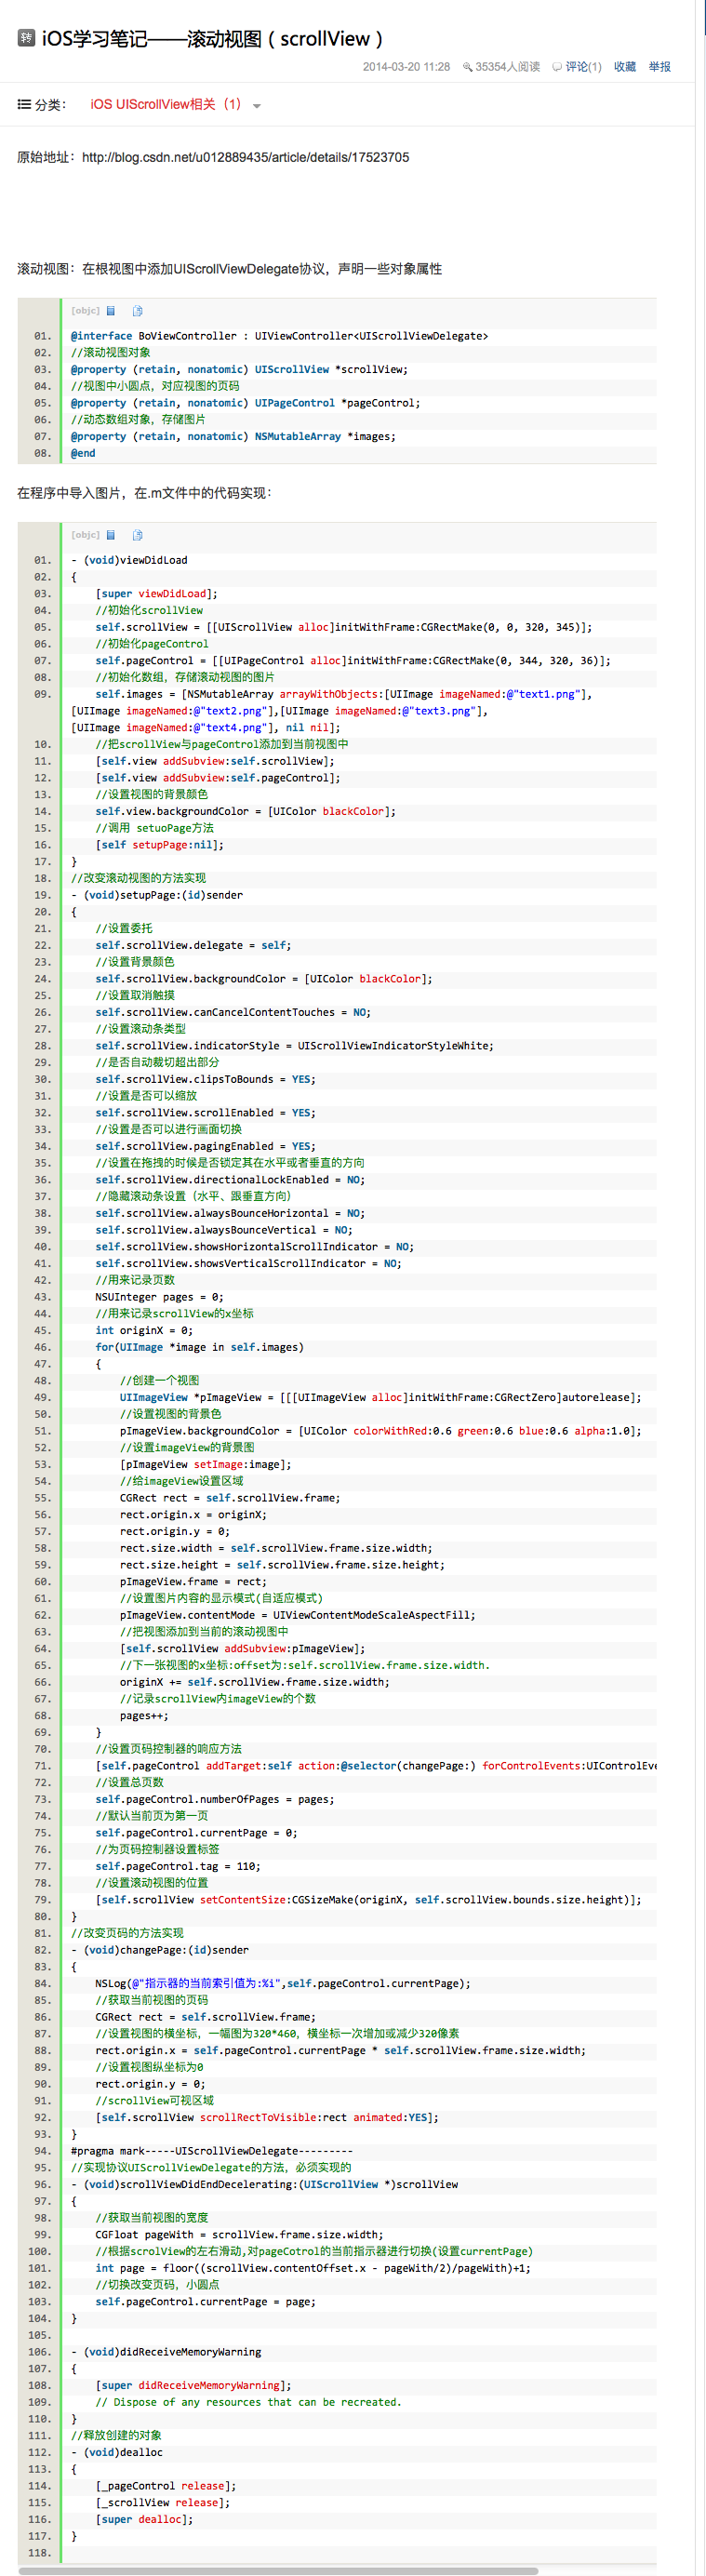 转 iOS学习笔记——滚动视图（scrollView）
2014-03-20 11:28 35354人阅读 评论(1) 收藏 举报
分类： iOS UIScrollView相关（1）
原始地址：http://blog.csdn.net/u012889435/article/details/17523705
滚动视图：在根视图中添加UIScrollViewDelegate协议，声明一些对象属性
[objc]
01. @interface BoViewController : UIViewController<UIScrollViewDelegate>
02. //滚动视图对象
03. @property (retain, nonatomic) UIScrollView *scrollView;
04. //视图中小圆点，对应视图的页码
05. @property (retain, nonatomic) UIPageControl *pageControl;
06. //动态数组对象，存储图片
07. @property (retain, nonatomic) NSMutableArray *images;
08. @end
在程序中导入图片，在.m文件中的代码实现：
[objc]
01. - (void)viewDidLoad
02. {
03. [super viewDidLoad];
04. //初始化scrollView
05. self.scrollView = [[UIScrollView alloc]initWithFrame:CGRectMake(0, 0, 320, 345)];
06. //初始化pageControl
07. self.pageControl = [[UIPageControl alloc]initWithFrame:CGRectMake(0, 344, 320, 36)];
08. //初始化数组，存储滚动视图的图片
09. self.images = [NSMutableArray arrayWithObjects:[UIImage imageNamed:@"text1.png"],
[UIImage imageNamed:@"text2.png"],[UIImage imageNamed:@"text3.png"],
[UIImage imageNamed:@"text4.png"], nil nil];
10. //把scrollView与pageControl添加到当前视图中
11. [self.view addSubview:self.scrollView];
12. [self.view addSubview:self.pageControl];
13. //设置视图的背景颜色
14. self.view.backgroundColor = [UIColor blackColor];
15. //调用 setuoPage方法
16. [self setupPage:nil];
17. }
18. //改变滚动视图的方法实现
19. - (void)setupPage:(id)sender
20. {
21. //设置委托
22. self.scrollView.delegate = self;
23. //设置背景颜色
24. self.scrollView.backgroundColor = [UIColor blackColor];
25. //设置取消触摸
26. self.scrollView.canCancelContentTouches = NO;
27. //设置滚动条类型
28. self.scrollView.indicatorStyle = UIScrollViewIndicatorStyleWhite;
29. //是否自动裁切超出部分
30. self.scrollView.clipsToBounds = YES;
31. //设置是否可以缩放
32. self.scrollView.scrollEnabled = YES;
33. //设置是否可以进行画面切换
34. self.scrollView.pagingEnabled = YES;
35. //设置在拖拽的时候是否锁定其在水平或者垂直的方向
36. self.scrollView.directionalLockEnabled = NO;
37. //隐藏滚动条设置（水平、跟垂直方向）
38. self.scrollView.alwaysBounceHorizontal = NO;
39. self.scrollView.alwaysBounceVertical = NO;
40. self.scrollView.showsHorizontalScrollIndicator = NO;
41. self.scrollView.showsVerticalScrollIndicator = NO;
42. //用来记录页数
43. NSUInteger pages = 0;
44. //用来记录scrollView的x坐标
45. int originX = 0;
46. for(UIImage *image in self.images)
47. {
48. //创建一个视图
49. UIImageView *pImageView = [[[UIImageView alloc]initWithFrame:CGRectZero]autorelease];
50. //设置视图的背景色
51. pImageView.backgroundColor = [UIColor colorWithRed:0.6 green:0.6 blue:0.6 alpha:1.0];
52. //设置imageView的背景图
53. [pImageView setImage:image];
54. //给imageView设置区域
55. CGRect rect = self.scrollView.frame;
56. rect.origin.x = originX;
57. rect.origin.y = 0;
58. rect.size.width = self.scrollView.frame.size.width;
59. rect.size.height = self.scrollView.frame.size.height;
60. pImageView.frame = rect;
61. //设置图片内容的显示模式(自适应模式)
62. pImageView.contentMode = UIViewContentModeScaleAspectFill;
63. //把视图添加到当前的滚动视图中
64. [self.scrollView addSubview:pImageView];
65. //下一张视图的x坐标:offset为:self.scrollView.frame.size.width.
66. originX += self.scrollView.frame.size.width;
67. //记录scrollView内imageView的个数
68. pages++;
69. }
70. //设置页码控制器的响应方法
71. [self.pageControl addTarget:self action:@selector(changePage:) forControlEvents:UIControlEve
72. //设置总页数
73. self.pageControl.numberOfPages = pages;
74. //默认当前页为第一页
75. self.pageControl.currentPage = 0;
76. //为页码控制器设置标签
77. self.pageControl.tag = 110;
78. //设置滚动视图的位置
79. [self.scrollView setContentSize:CGSizeMake(originX, self.scrollView.bounds.size.height)];
80. }
81. //改变页码的方法实现
82. - (void)changePage:(id)sender
83. {
84. NSLog(@"指示器的当前索引值为:%i",self.pageControl.currentPage);
85. //获取当前视图的页码
86. CGRect rect = self.scrollView.frame;
87. //设置视图的横坐标，一幅图为320*460，横坐标一次增加或减少320像素
88. rect.origin.x = self.pageControl.currentPage * self.scrollView.frame.size.width;
89. //设置视图纵坐标为0
90. rect.origin.y = 0;
91. //scrollView可视区域
92. [self.scrollView scrollRectToVisible:rect animated:YES];
93. }
94. #pragma mark-----UIScrollViewDelegate---------
95. //实现协议UIScrollViewDelegate的方法，必须实现的
96. - (void)scrollViewDidEndDecelerating:(UIScrollView *)scrollView
97. {
98. //获取当前视图的宽度
99. CGFloat pageWith = scrollView.frame.size.width;
100. //根据scrolView的左右滑动,对pageCotrol的当前指示器进行切换(设置currentPage)
101. int page = floor((scrollView.contentOffset.x - pageWith/2)/pageWith)+1;
102. //切换改变页码，小圆点
103. self.pageControl.currentPage = page;
104. }
105.
106. - (void)didReceiveMemoryWarning
107. {
108. [super didReceiveMemoryWarning];
109. // Dispose of any resources that can be recreated.
110. }
111. //释放创建的对象
112. - (void)dealloc
113. {
114. [_pageControl release];
115. [_scrollView release];
116. [super dealloc];
117. }
118.